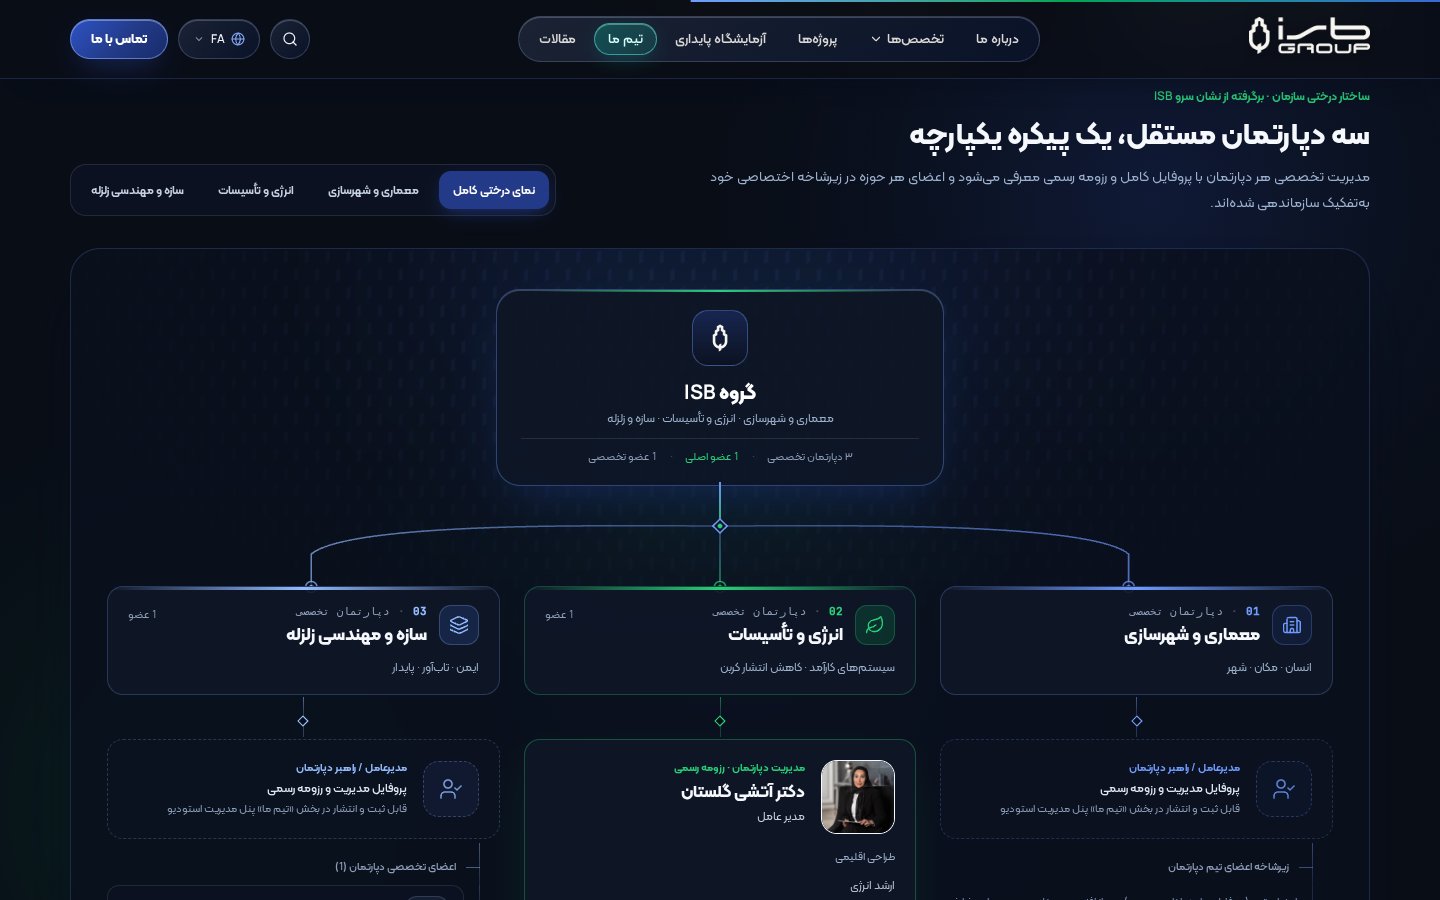 isb GROUP
درباره ما
تخصص‌ها
پروژه‌ها
آزمایشگاه پایداری
تیم ما
مقالات
FA
تماس با ما
ساختار درختی سازمان · برگرفته از نشان سرو ISB
سه دپارتمان مستقل، یک پیکره یکپارچه
مدیریت تخصصی هر دپارتمان با پروفایل کامل و رزومه رسمی معرفی می‌شود و اعضای هر حوزه در زیرشاخه اختصاصی خود
به‌تفکیک سازماندهی شده‌اند.
نمای درختی کامل
معماری و شهرسازی
انرژی و تأسیسات
سازه و مهندسی زلزله
گروه ISB
معماری و شهرسازی · انرژی و تأسیسات · سازه و زلزله
۳ دپارتمان تخصصی · 1 عضو اصلی · 1 عضو تخصصی
01 · دپارتمان تخصصی
معماری و شهرسازی
انسان · مکان · شهر
02 · دپارتمان تخصصی
1 عضو
انرژی و تأسیسات
سیستم‌های کارآمد · کاهش انتشار کربن
03 · دپارتمان تخصصی
1 عضو
سازه و مهندسی زلزله
ایمن · تاب‌آور · پایدار
مدیرعامل / راهبر دپارتمان
پروفایل مدیریت و رزومه رسمی
قابل ثبت و انتشار در بخش «تیم ما» پنل مدیریت استودیو
زیرشاخه اعضای تیم دپارتمان
مدیریت دپارتمان · رزومه رسمی
دکتر آتشی گلستان
مدیر عامل
طراحی اقلیمی
ارشد انرژی
مدیرعامل / راهبر دپارتمان
پروفایل مدیریت و رزومه رسمی
قابل ثبت و انتشار در بخش «تیم ما» پنل مدیریت استودیو
اعضای تخصصی دپارتمان (1)